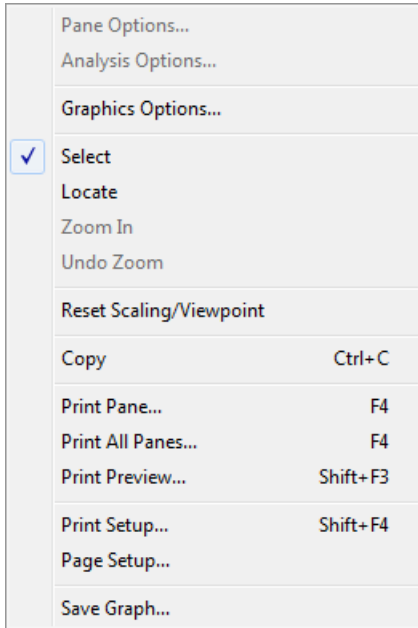 Pane Options...
Analysis Options...
Graphics Options...
Select
Locate
Zoom In
Undo Zoom
Reset Scaling/Viewpoint
Copy Ctrl+C
Print Pane... F4
Print All Panes... F4
Print Preview... Shift+F3
Print Setup... Shift+F4
Page Setup...
Save Graph...